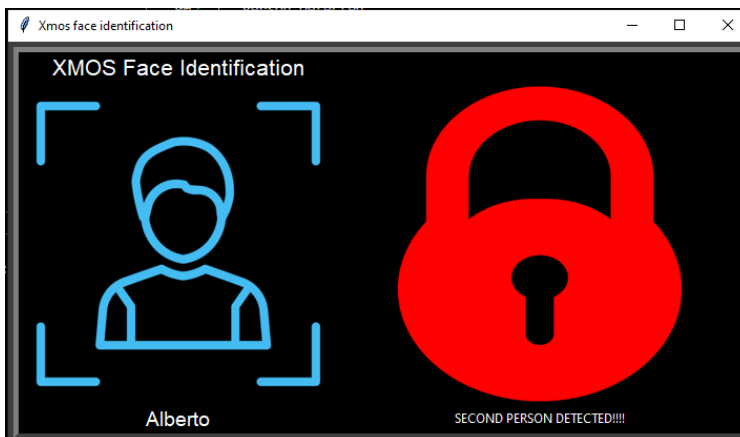 Xmos face identification
XMOS Face Identification
Alberto
SECOND PERSON DETECTED!!!!